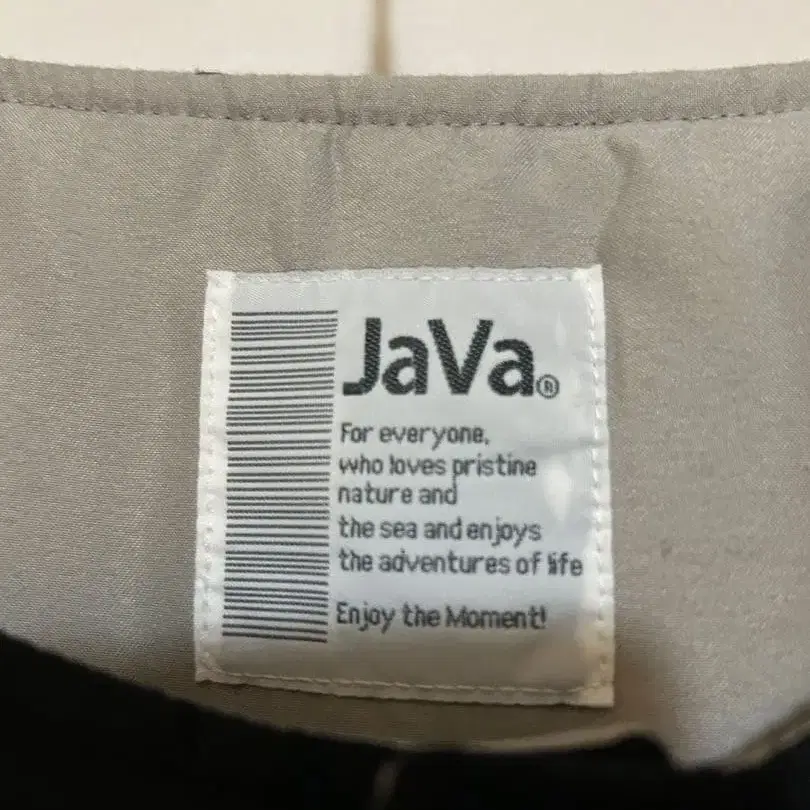 JaVa®
For everyone,
who loves pristine
nature and
the sea and enjoys
the adventures of life
Enjoy the Moment!